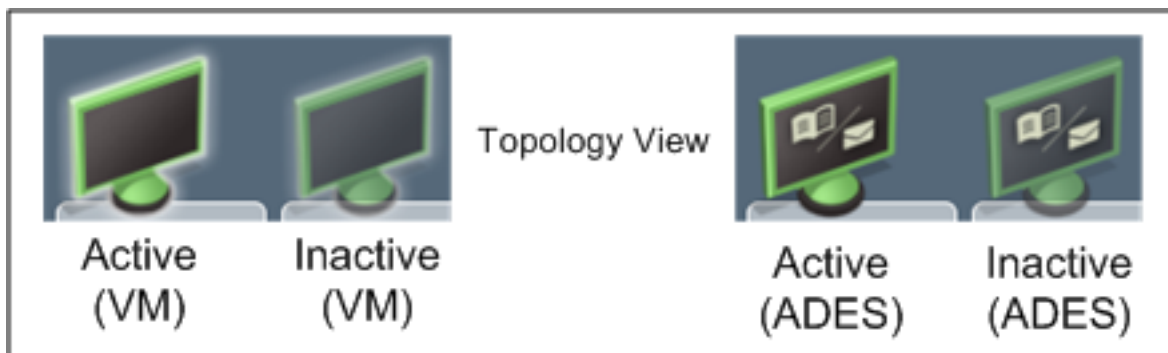 Topology View
Active
(VM)
Inactive
(VM)
Active
(ADES)
Inactive
(ADES)